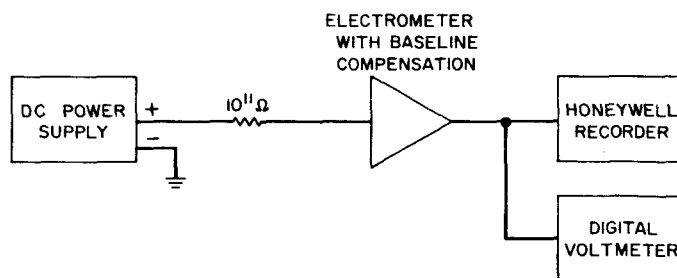 ELECTROMETER
WITH BASELINE
COMPENSATION
DC POWER
SUPPLY
+
−
10¹¹Ω
HONEYWELL
RECORDER
DIGITAL
VOLTMETER